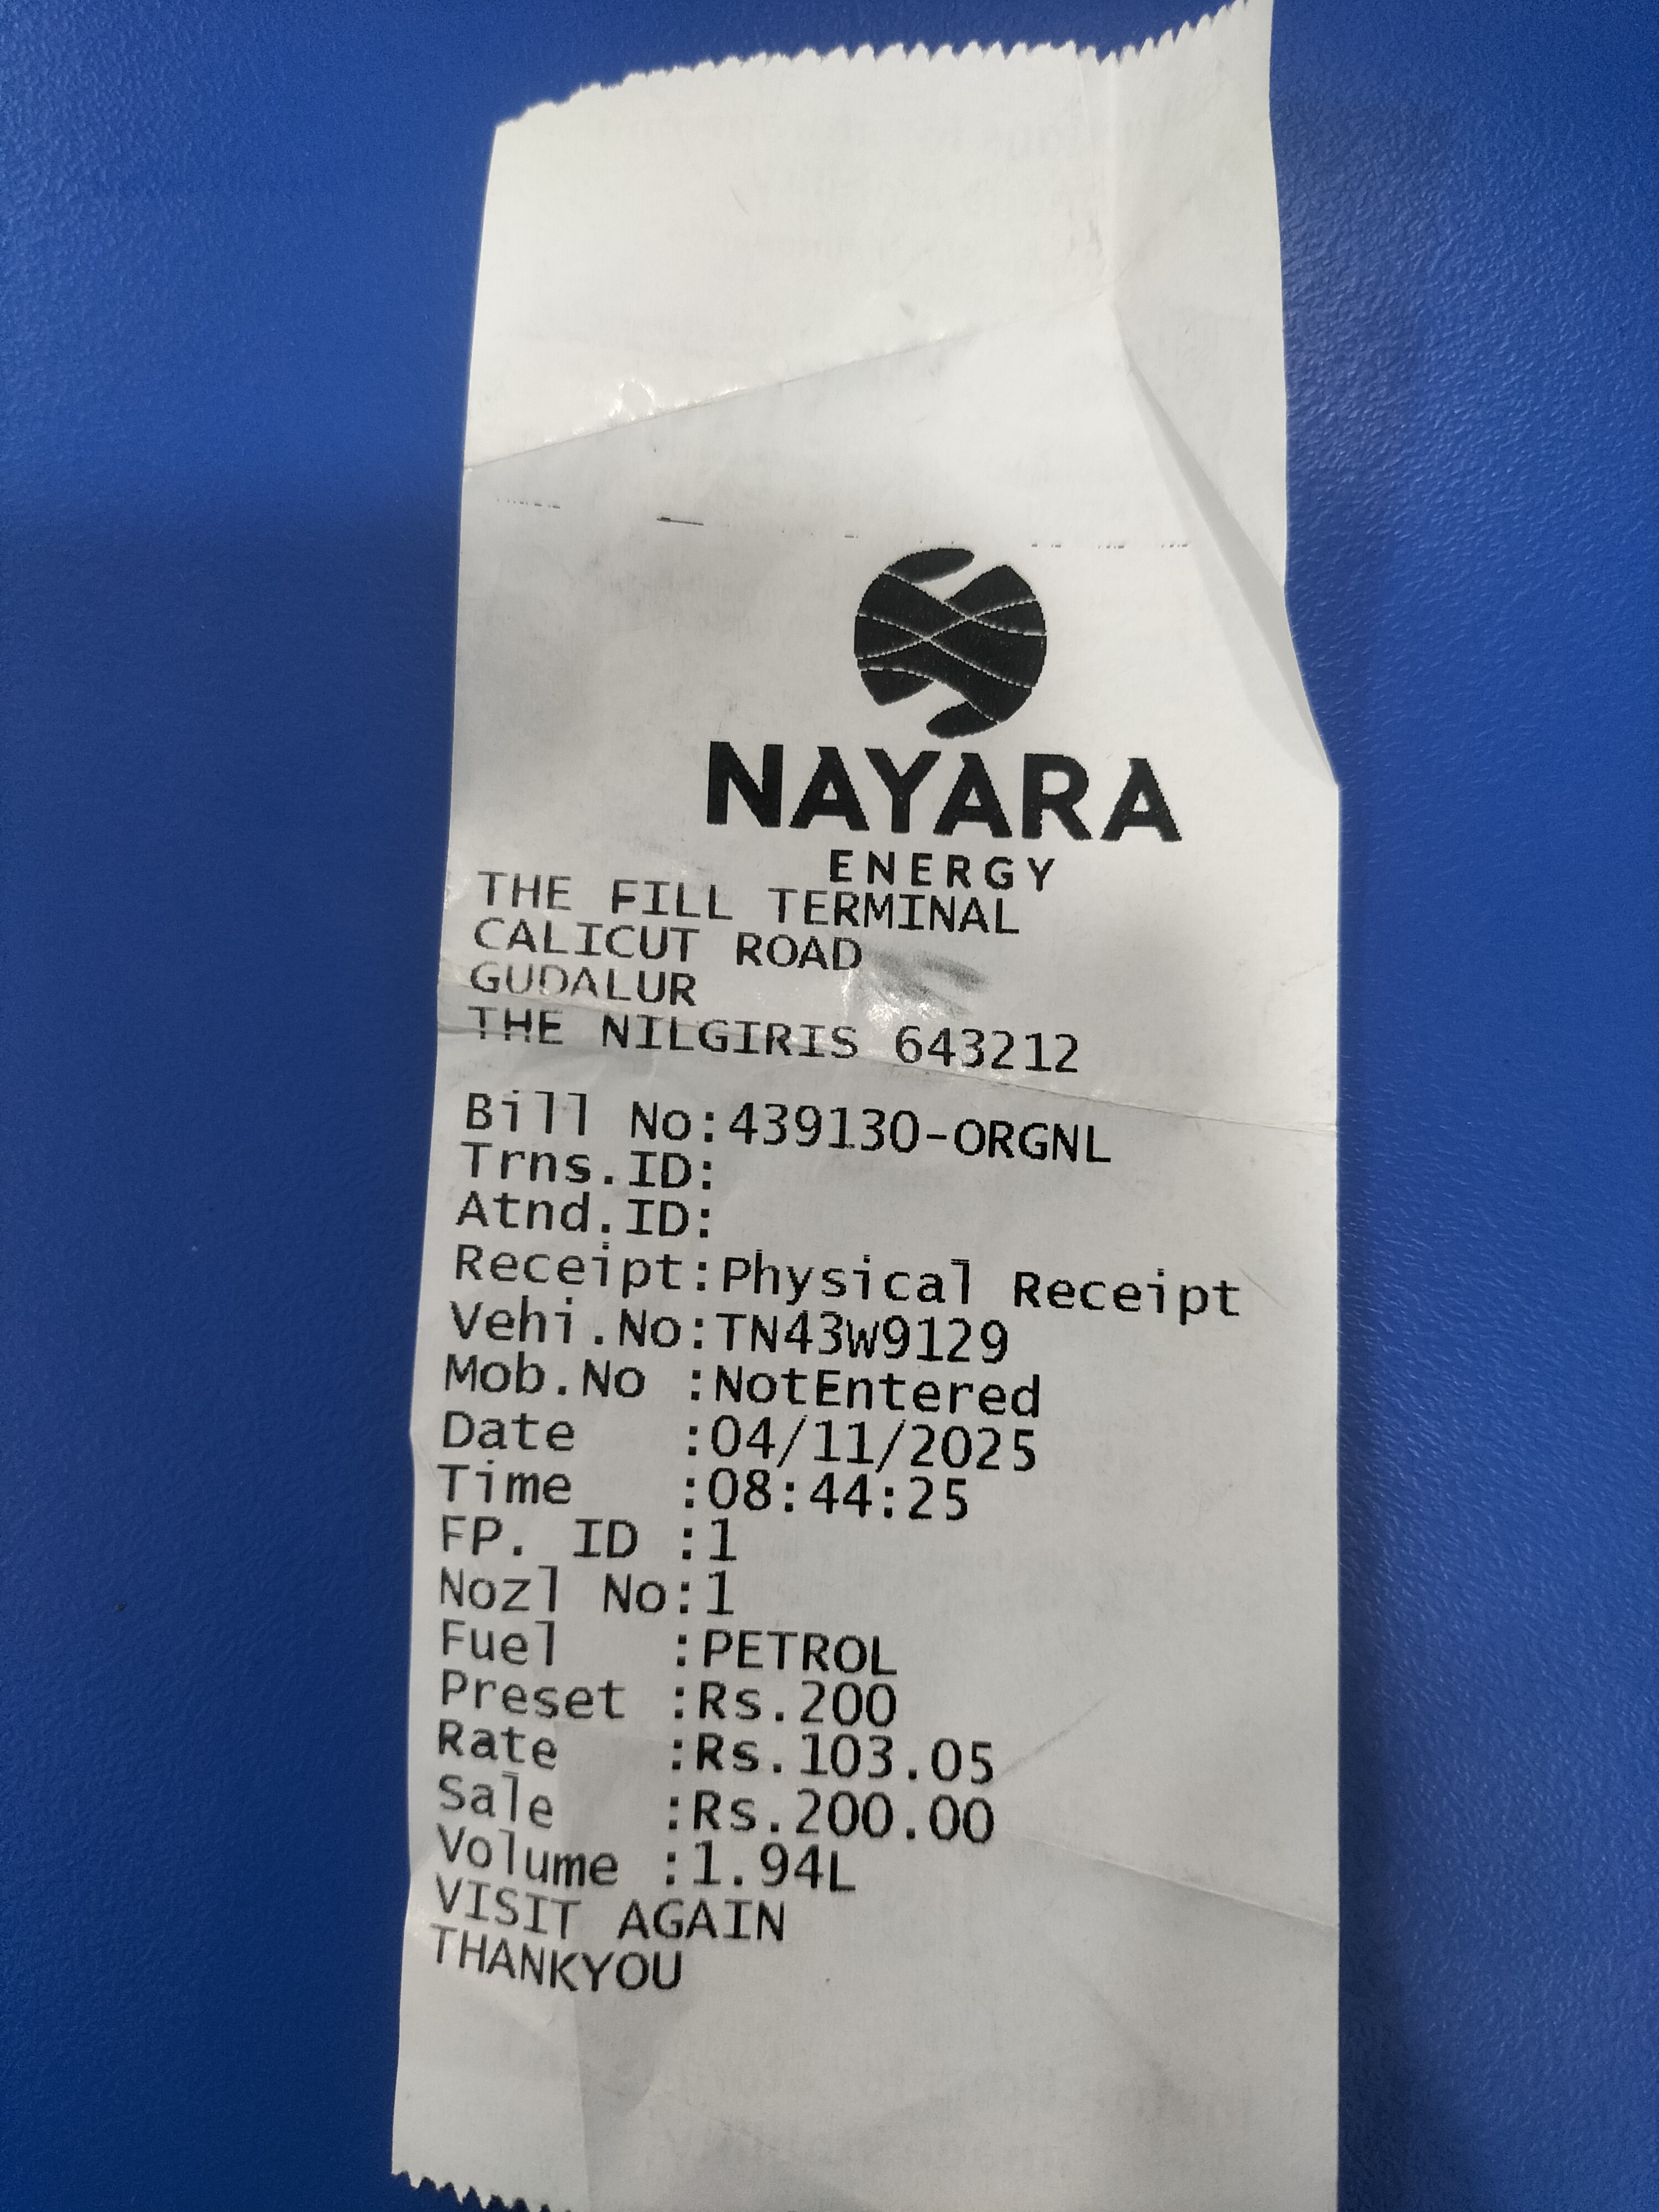 NAYARA
ENERGY
THE FILL TERMINAL
CALICUT ROAD
GUDALUR
THE NILGIRIS 643212
Bill No:439130-ORGNL
Trns.ID:
Atnd.ID:
Receipt:Physical Receipt
Vehi.No:TN43W9129
Mob.No :NotEntered
Date :04/11/2025
Time :08:44:25
FP. ID :1
Nozl No:1
Fuel :PETROL
Preset :Rs.200
Rate :Rs.103.05
Sale :Rs.200.00
Volume :1.94L
VISIT AGAIN
THANKYOU